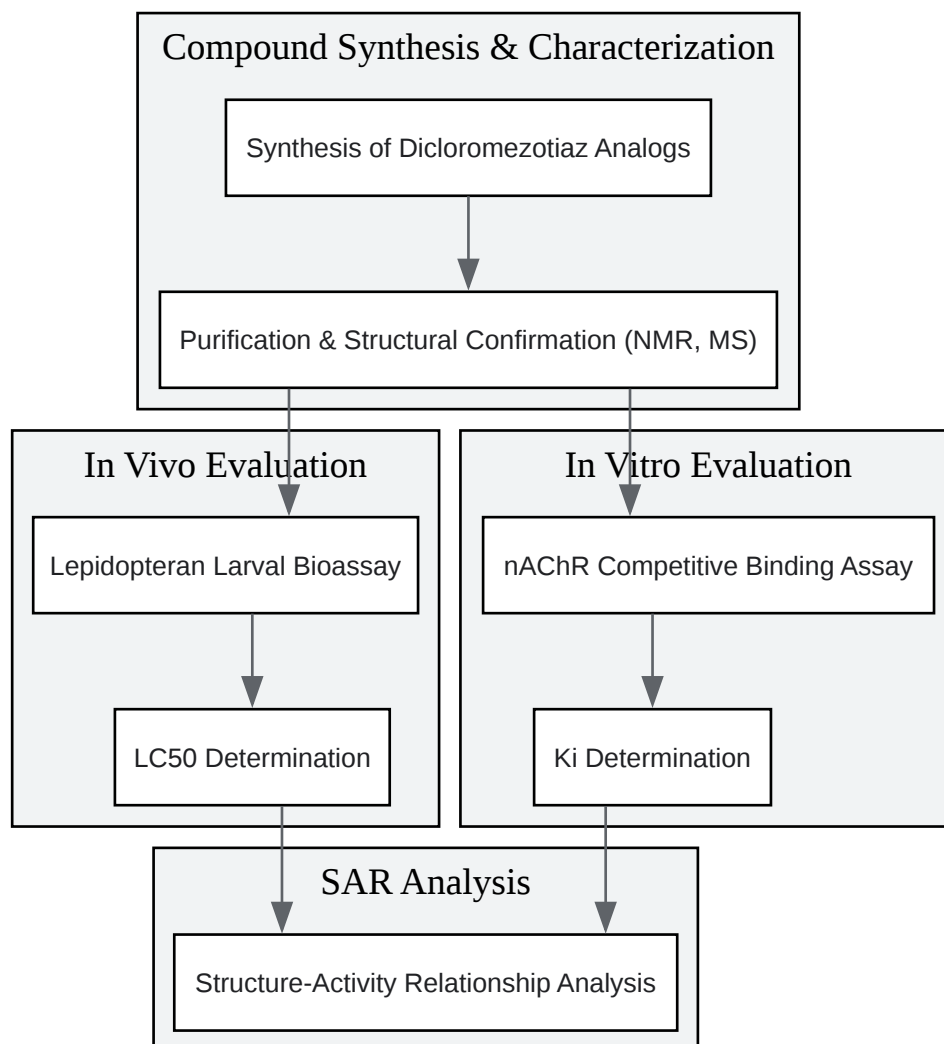 Compound Synthesis & Characterization
Synthesis of Dicloromezotiaz Analogs
Purification & Structural Confirmation (NMR, MS)
In Vivo Evaluation
Lepidopteran Larval Bioassay
LC50 Determination
In Vitro Evaluation
nAChR Competitive Binding Assay
Ki Determination
SAR Analysis
Structure-Activity Relationship Analysis